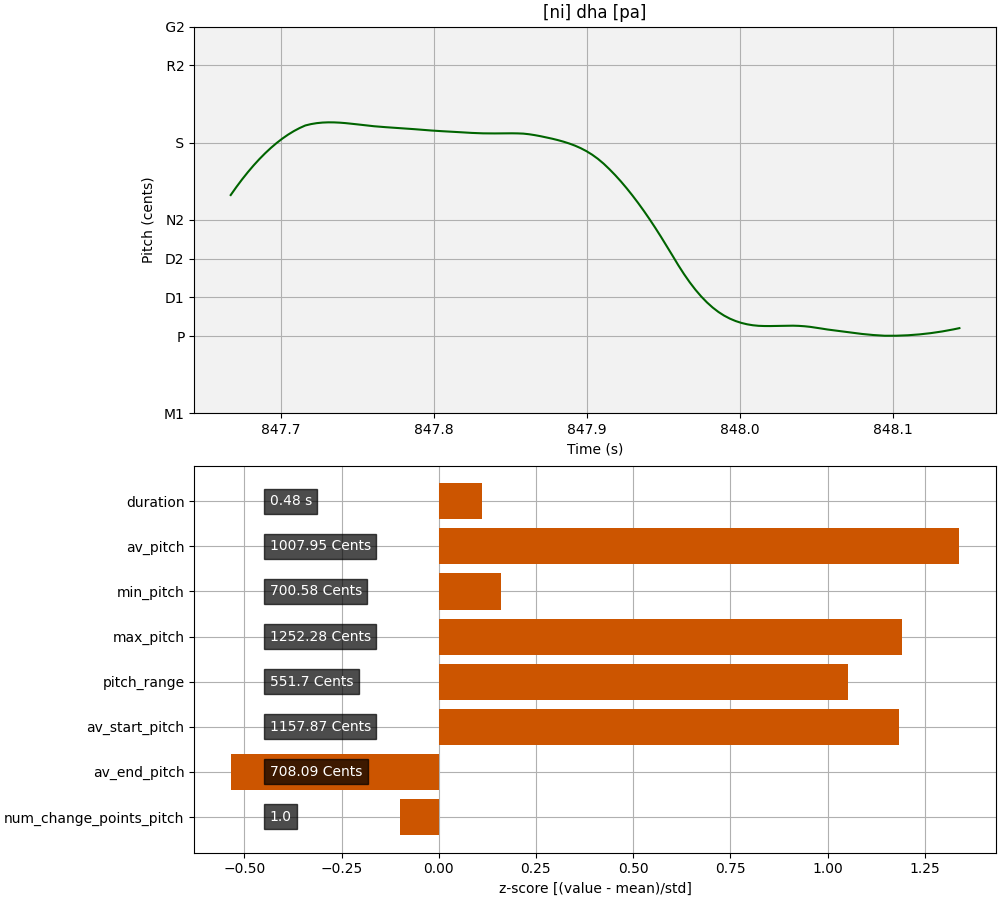 [ni] dha [pa]
G2
R2
S
N2
D2
D1
P
M1
Pitch (cents)
847.7 847.8 847.9 848.0 848.1
Time (s)
duration 0.48 s
av_pitch 1007.95 Cents
min_pitch 700.58 Cents
max_pitch 1252.28 Cents
pitch_range 551.7 Cents
av_start_pitch 1157.87 Cents
av_end_pitch 708.09 Cents
num_change_points_pitch 1.0
−0.50 −0.25 0.00 0.25 0.50 0.75 1.00 1.25
z-score [(value - mean)/std]